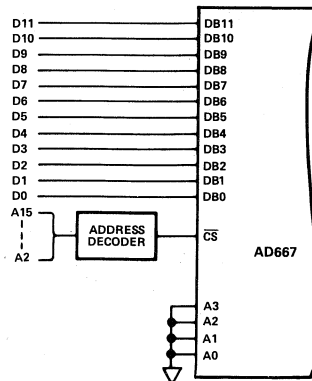 D11 DB11
D10 DB10
D9 DB9
D8 DB8
D7 DB7
D6 DB6
D5 DB5
D4 DB4
D3 DB3
D2 DB2
D1 DB1
D0 DB0
A15
ADDRESS
DECODER
CS
A2
AD667
A3
A2
A1
A0